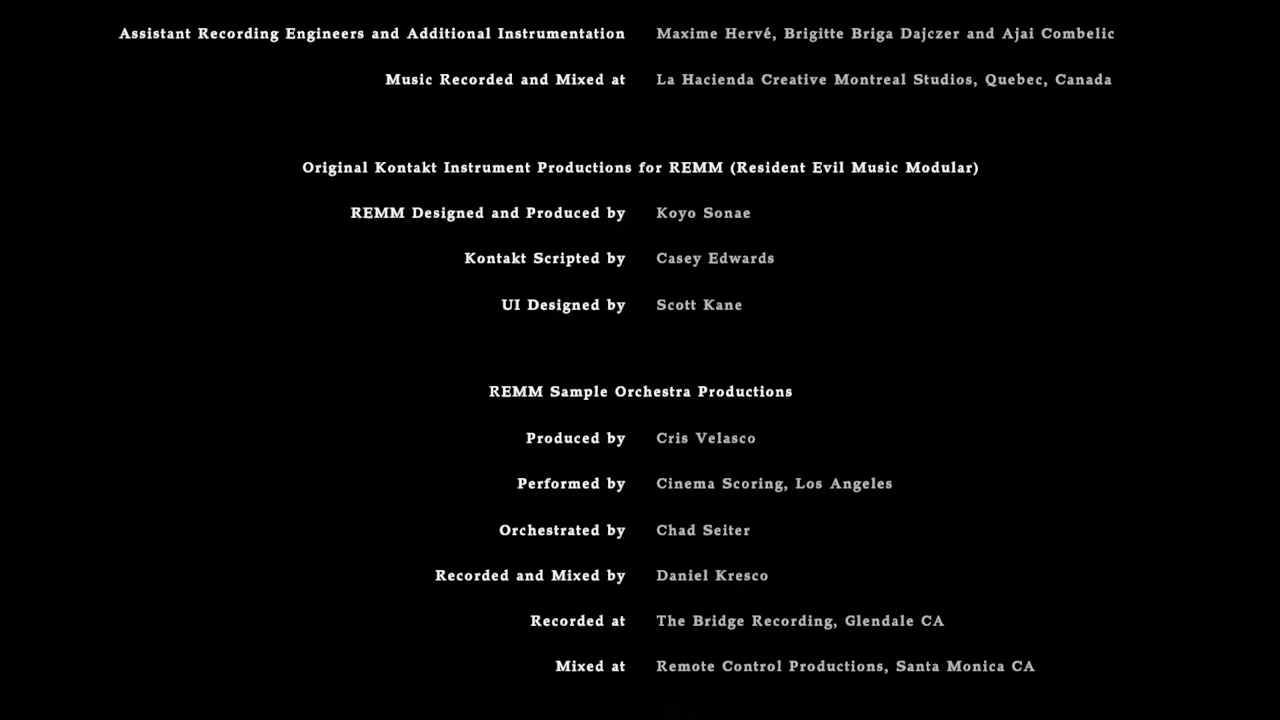 Assistant Recording Engineers and Additional Instrumentation Maxime Hervé, Brigitte Briga Dajczer and Ajai Combelic
Music Recorded and Mixed at La Hacienda Creative Montreal Studios, Quebec, Canada
Original Kontakt Instrument Productions for REMM (Resident Evil Music Modular)
REMM Designed and Produced by Koyo Sonae
Kontakt Scripted by Casey Edwards
UI Designed by Scott Kane
REMM Sample Orchestra Productions
Produced by Cris Velasco
Performed by Cinema Scoring, Los Angeles
Orchestrated by Chad Seiter
Recorded and Mixed by Daniel Kresco
Recorded at The Bridge Recording, Glendale CA
Mixed at Remote Control Productions, Santa Monica CA